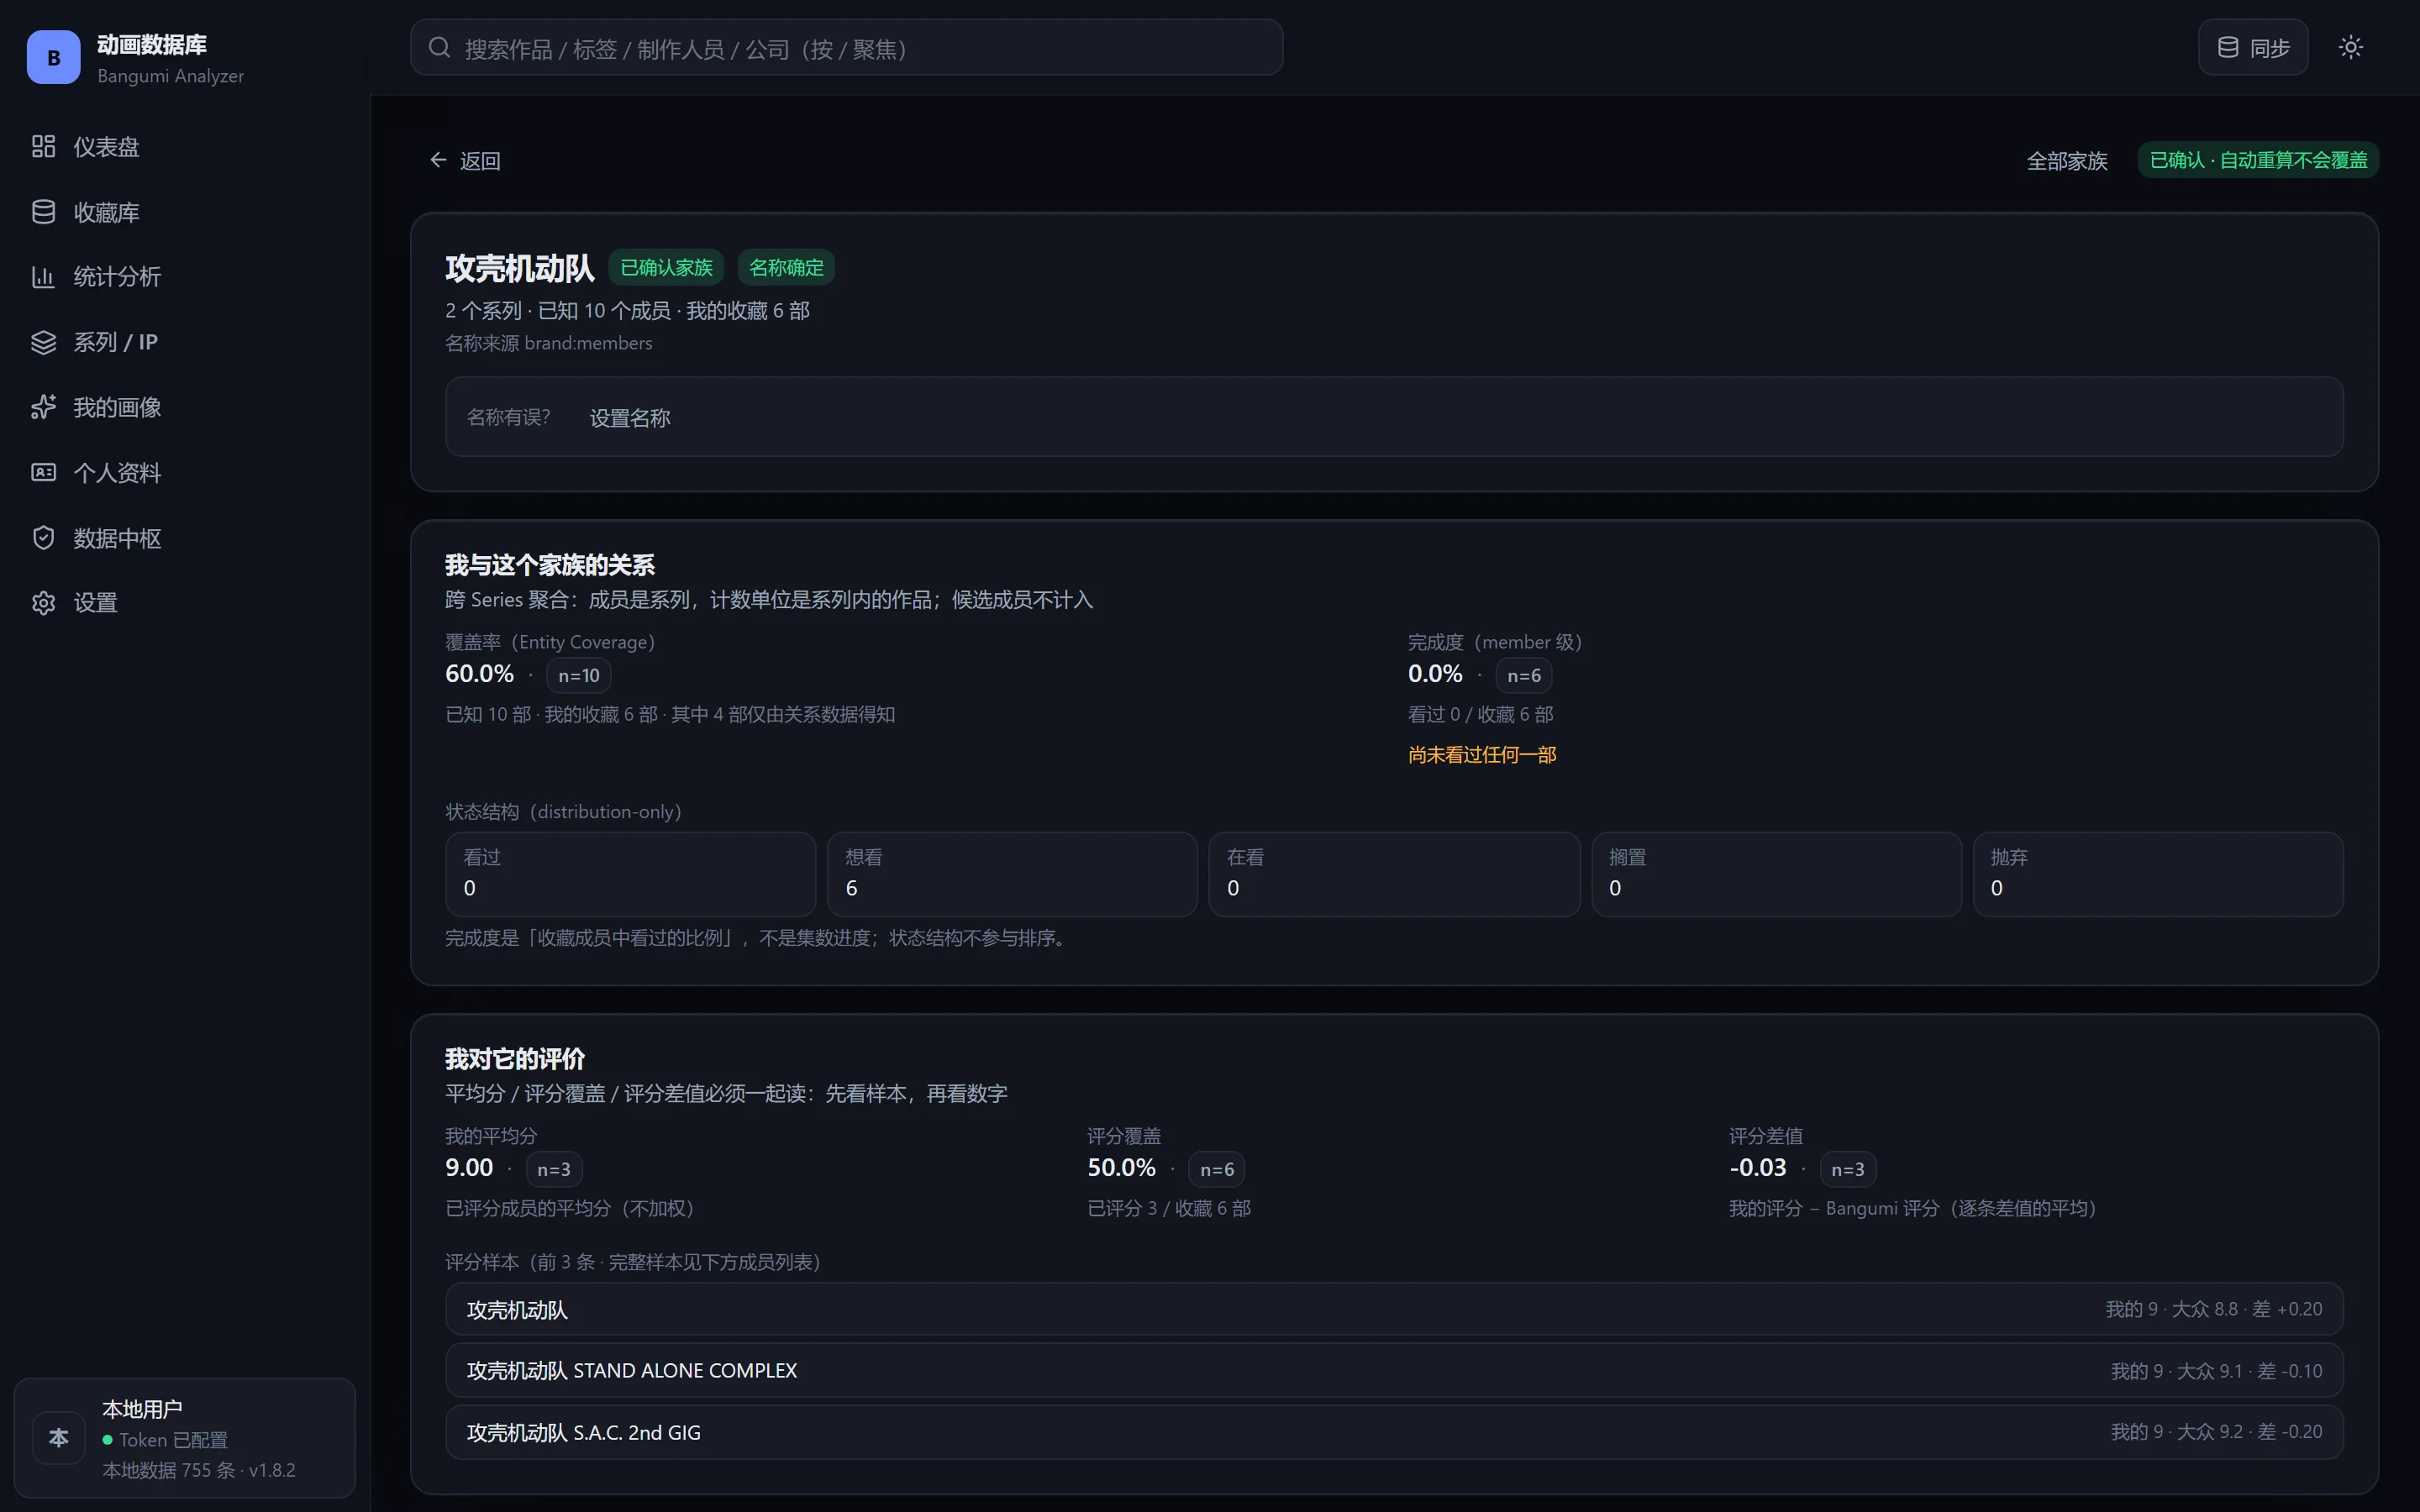 B
动画数据库
Bangumi Analyzer
仪表盘
收藏库
统计分析
系列 / IP
我的画像
个人资料
数据中枢
设置
本
本地用户
Token 已配置
本地数据 755 条 · v1.8.2
搜索作品 / 标签 / 制作人员 / 公司（按 / 聚焦）
同步
返回
全部家族
已确认 · 自动重算不会覆盖
攻壳机动队 已确认家族 名称确定
2 个系列 · 已知 10 个成员 · 我的收藏 6 部
名称来源 brand:members
名称有误？ 设置名称
我与这个家族的关系
跨 Series 聚合：成员是系列，计数单位是系列内的作品；候选成员不计入
覆盖率（Entity Coverage）
60.0% · n=10
已知 10 部 · 我的收藏 6 部 · 其中 4 部仅由关系数据得知
完成度（member 级）
0.0% · n=6
看过 0 / 收藏 6 部
尚未看过任何一部
状态结构（distribution-only）
看过
0
想看
6
在看
0
搁置
0
抛弃
0
完成度是「收藏成员中看过的比例」，不是集数进度；状态结构不参与排序。
我对它的评价
平均分 / 评分覆盖 / 评分差值必须一起读：先看样本，再看数字
我的平均分
9.00 · n=3
已评分成员的平均分（不加权）
评分覆盖
50.0% · n=6
已评分 3 / 收藏 6 部
评分差值
-0.03 · n=3
我的评分 − Bangumi 评分（逐条差值的平均）
评分样本（前 3 条 · 完整样本见下方成员列表）
攻壳机动队 我的 9 · 大众 8.8 · 差 +0.20
攻壳机动队 STAND ALONE COMPLEX 我的 9 · 大众 9.1 · 差 -0.10
攻壳机动队 S.A.C. 2nd GIG 我的 9 · 大众 9.2 · 差 -0.20